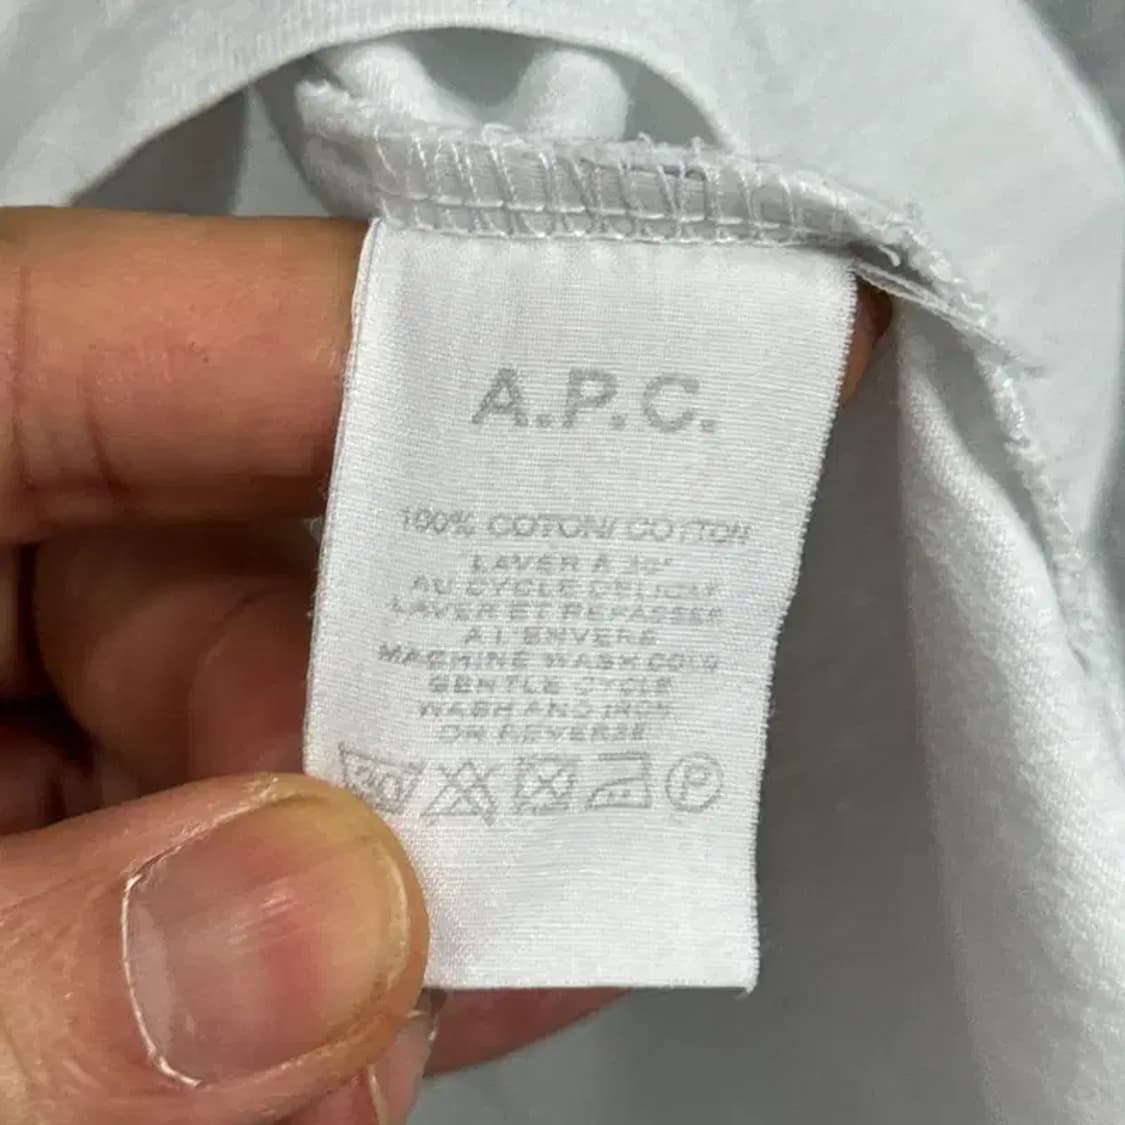 A.P.C.
100% COTON/COTTON
LAVER A 30°
AU CYCLE DELICAT
LAVER ET REPASSER
A L'ENVERS
MACHINE WASH COLD
GENTLE CYCLE
WASH AND IRON
ON REVERSE
30 P